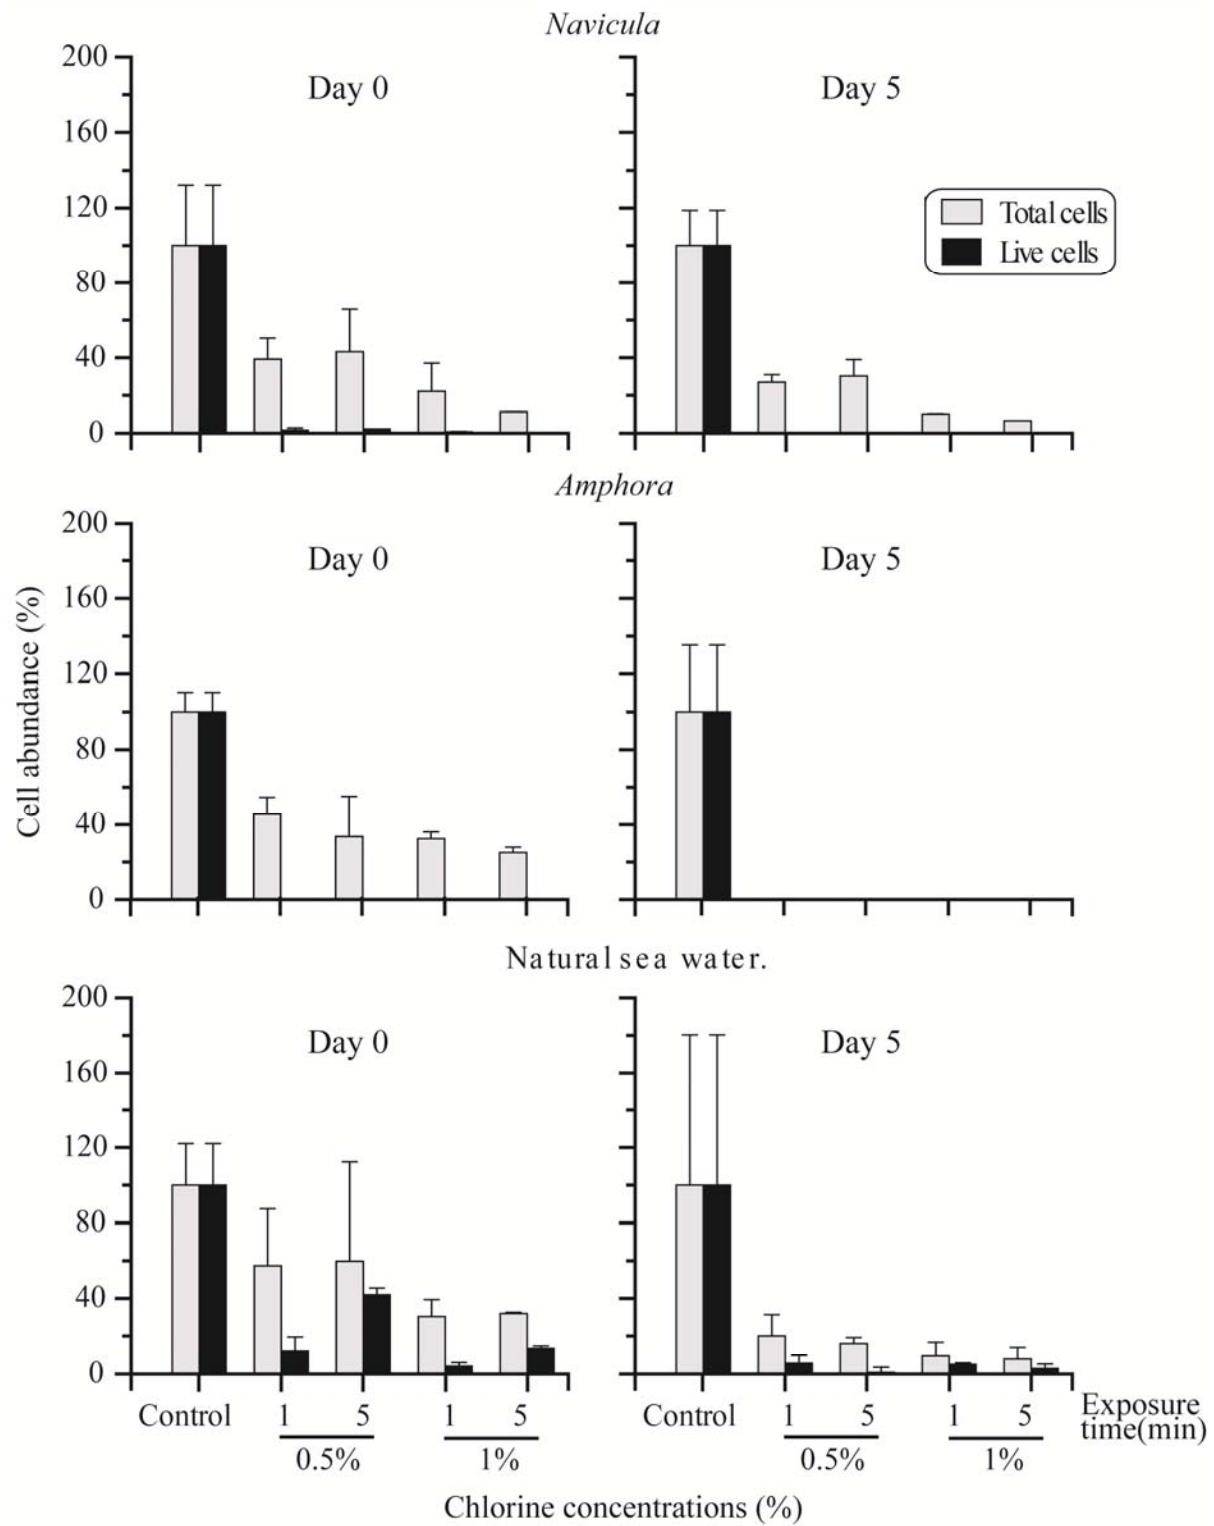 Navicula
200
160
120
80
40
0
Day 0
Day 5
Total cells
Live cells
Amphora
200
160
120
80
40
0
Day 0
Day 5
Cell abundance (%)
Natural sea water.
200
160
120
80
40
0
Day 0
Day 5
Control 1 5 1 5 Control 1 5 1 5 Exposure
time(min)
0.5% 1% 0.5% 1%
Chlorine concentrations (%)